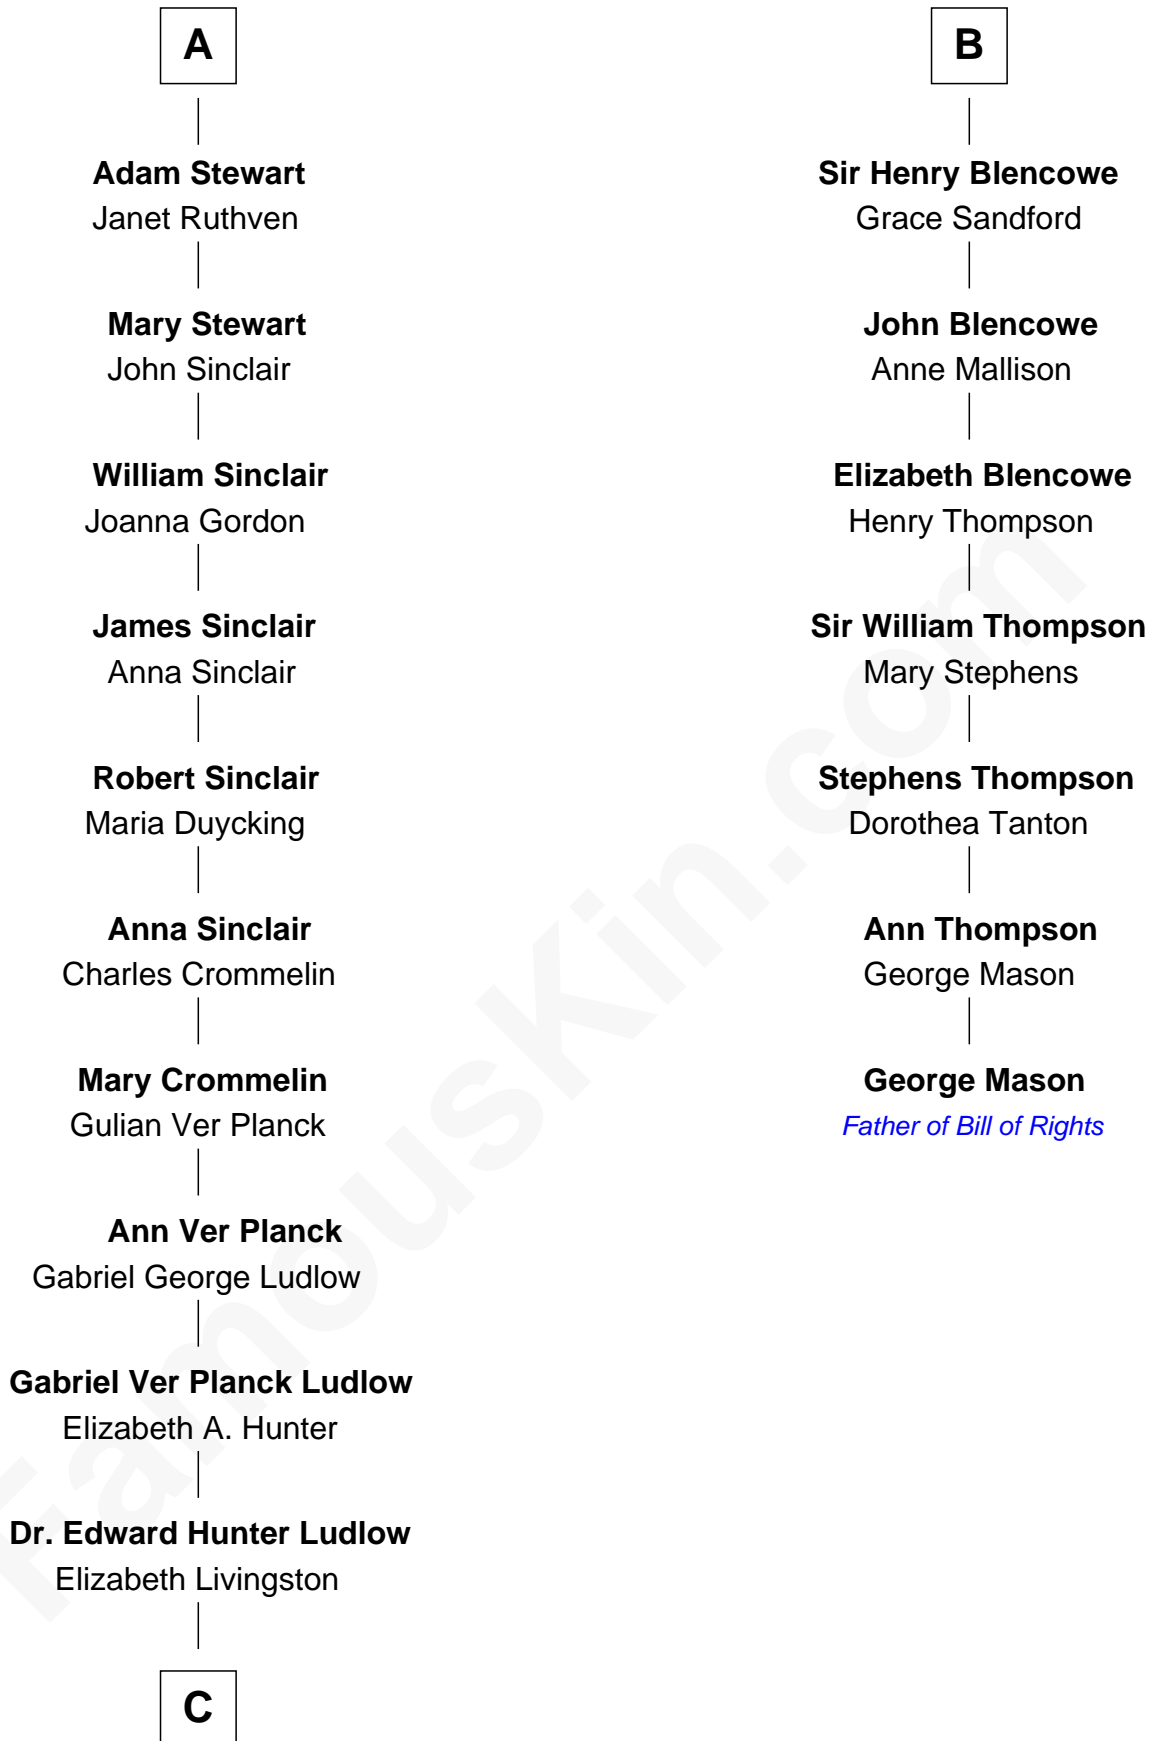 A
Adam Stewart
Janet Ruthven
Mary Stewart
John Sinclair
William Sinclair
Joanna Gordon
James Sinclair
Anna Sinclair
Robert Sinclair
Maria Duycking
Anna Sinclair
Charles Crommelin
Mary Crommelin
Gulian Ver Planck
Ann Ver Planck
Gabriel George Ludlow
Gabriel Ver Planck Ludlow
Elizabeth A. Hunter
Dr. Edward Hunter Ludlow
Elizabeth Livingston
C
B
Sir Henry Blencowe
Grace Sandford
John Blencowe
Anne Mallison
Elizabeth Blencowe
Henry Thompson
Sir William Thompson
Mary Stephens
Stephens Thompson
Dorothea Tanton
Ann Thompson
George Mason
George Mason
Father of Bill of Rights
FamousKin.com